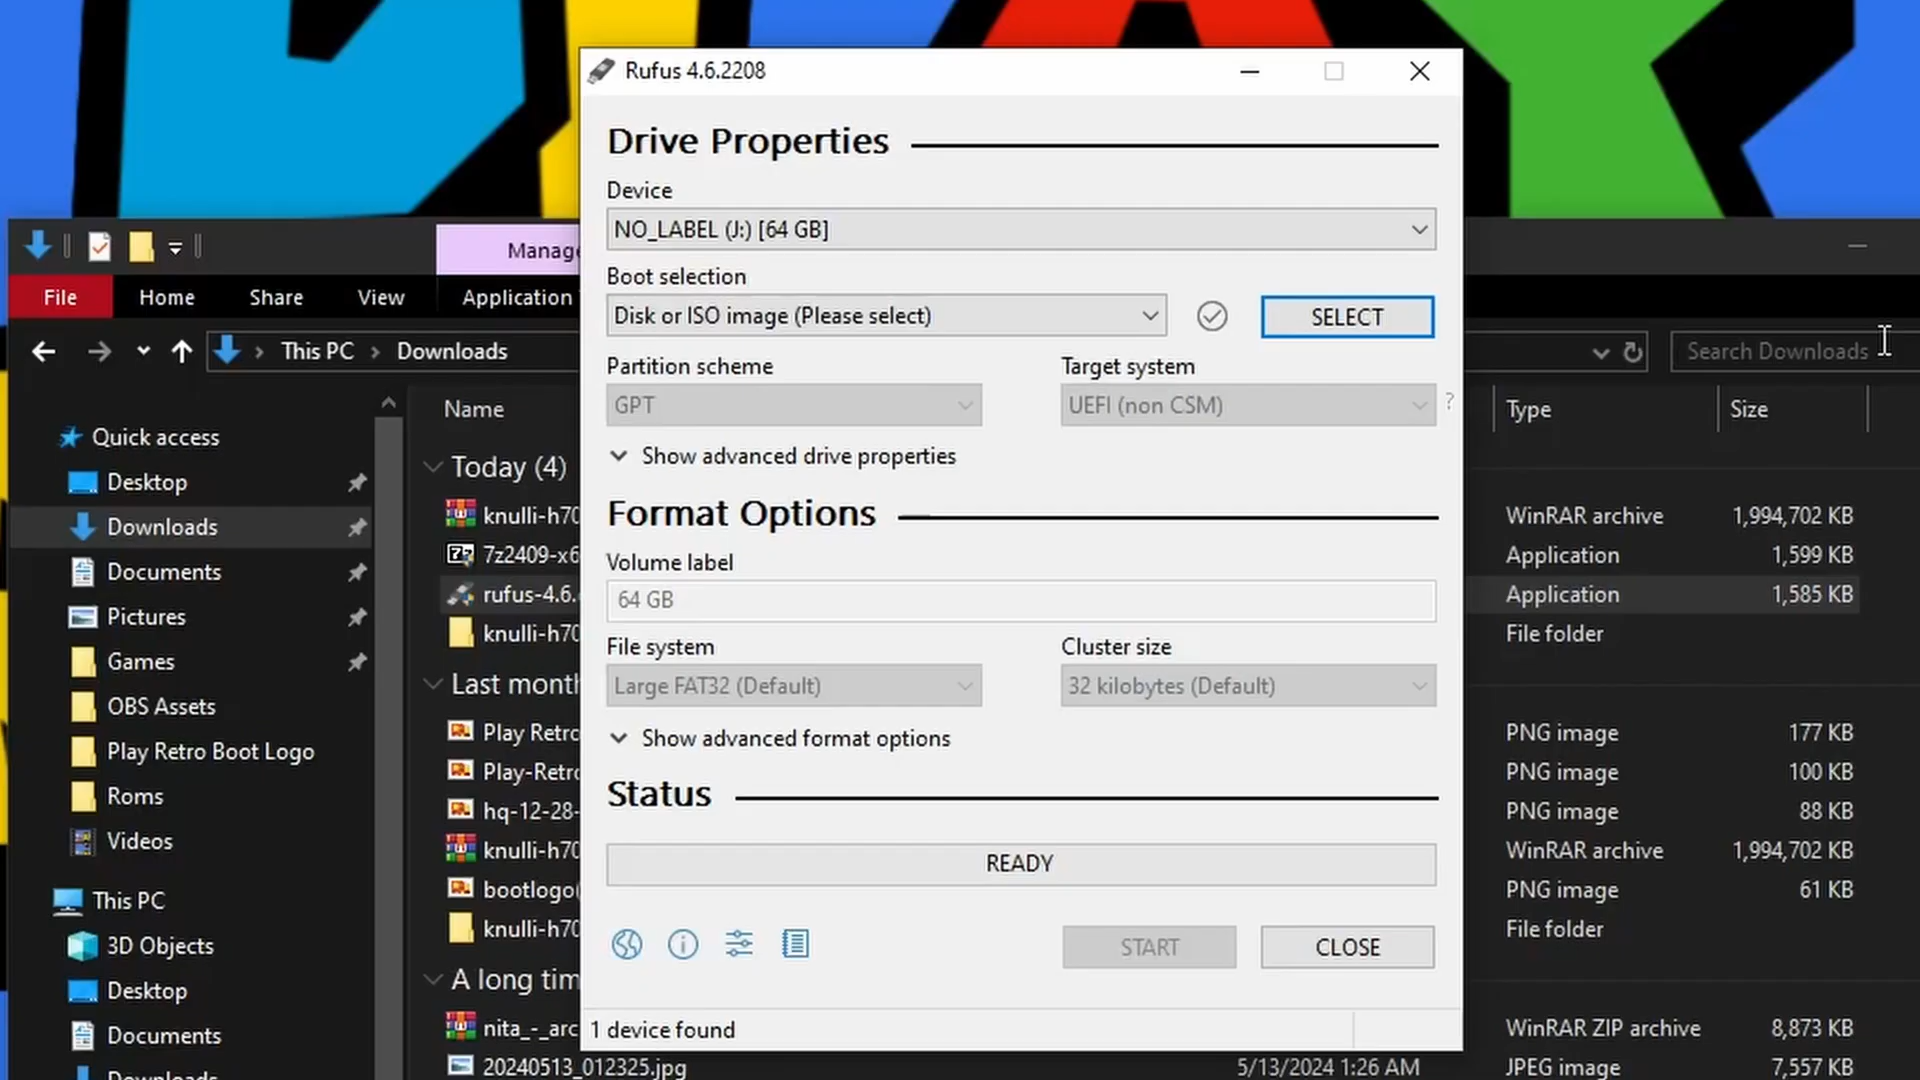 Rufus 4.6.2208
Drive Properties
Device
NO_LABEL (J:) [64 GB]
Boot selection
Disk or ISO image (Please select)
SELECT
Partition scheme
Target system
GPT
UEFI (non CSM)
?
Show advanced drive properties
Format Options
Volume label
64 GB
File system
Cluster size
Large FAT32 (Default)
32 kilobytes (Default)
Show advanced format options
Status
READY
START
CLOSE
1 device found
Manage
File
Home
Share
View
Application
This PC
Downloads
Search Downloads
Quick access
Desktop
Downloads
Documents
Pictures
Games
OBS Assets
Play Retro Boot Logo
Roms
Videos
This PC
3D Objects
Desktop
Documents
Downloads
Name
Type
Size
Today (4)
knulli-h70
WinRAR archive
1,994,702 KB
7z2409-x6
Application
1,599 KB
rufus-4.6.
Application
1,585 KB
knulli-h70
File folder
Last month
Play Retro
PNG image
177 KB
Play-Retro
PNG image
100 KB
hq-12-28-
PNG image
88 KB
knulli-h70
WinRAR archive
1,994,702 KB
bootlogo(
PNG image
61 KB
knulli-h70
File folder
A long tim
nita_-_arc
WinRAR ZIP archive
8,873 KB
20240513_012325.jpg
5/13/2024 1:26 AM
JPEG image
7,557 KB